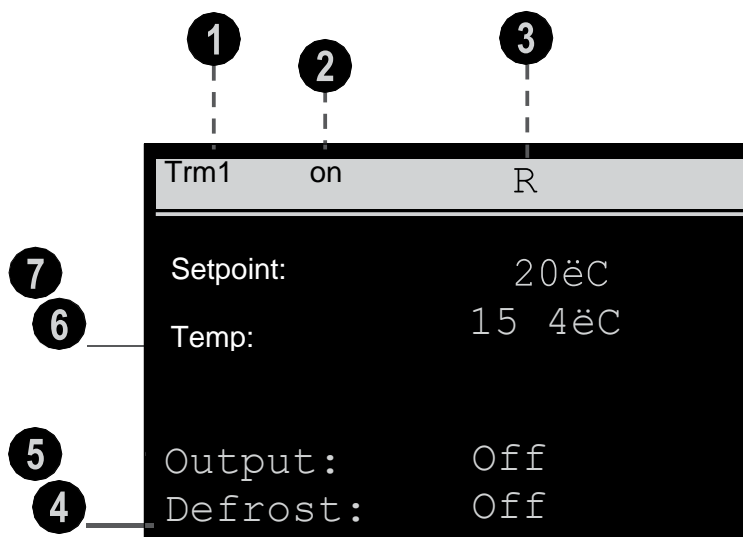 1 2 3
Trm1 on R
7 Setpoint: 20ëC
6 Temp: 15 4ëC
5 Output: Off
4 Defrost: Off